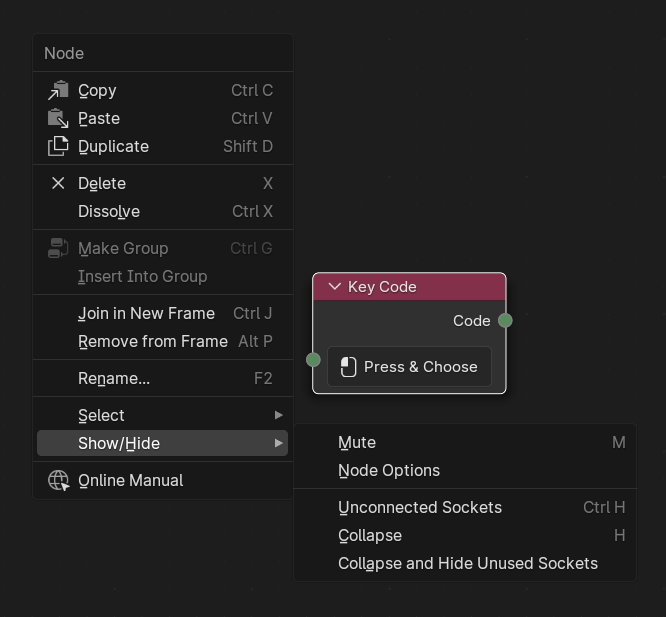 Node
Copy Ctrl C
Paste Ctrl V
Duplicate Shift D
Delete X
Dissolve Ctrl X
Make Group Ctrl G
Insert Into Group
Join in New Frame Ctrl J
Remove from Frame Alt P
Rename... F2
Select
Show/Hide
Online Manual
Key Code
Code
Press & Choose
Mute M
Node Options
Unconnected Sockets Ctrl H
Collapse H
Collapse and Hide Unused Sockets